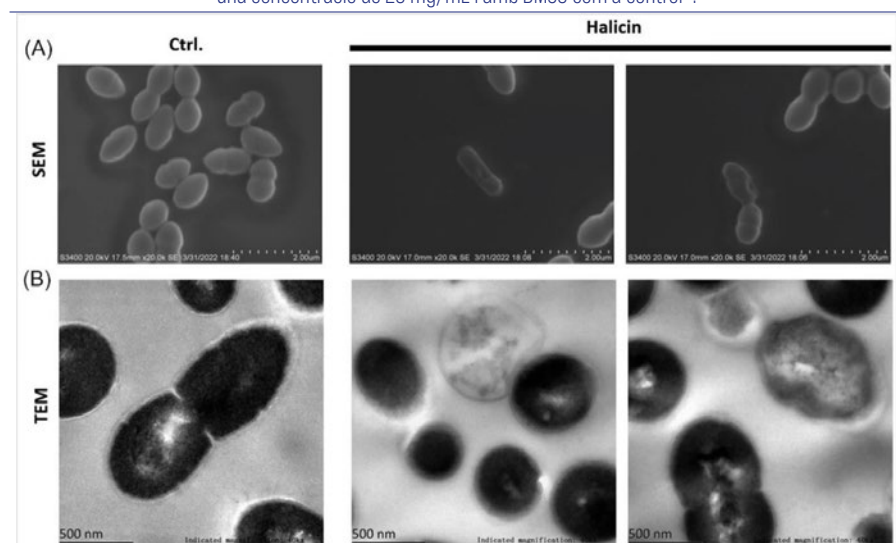 una concentració de 25 mg/mL i amb DMSO com a control
Halicin
(A)
Ctrl.
SEM
S3400 20.0kV 17.5mm x20.0k SE 3/31/2022 18:40 2.00um
S3400 20.0kV 17.0mm x20.0k SE 3/31/2022 18:08 2.00um
S3400 20.0kV 17.0mm x20.0k SE 3/31/2022 18:06 2.00um
(B)
TEM
500 nm
Indicated magnification:
500 nm
Indicated magnification:
500 nm
Indicated magnification: